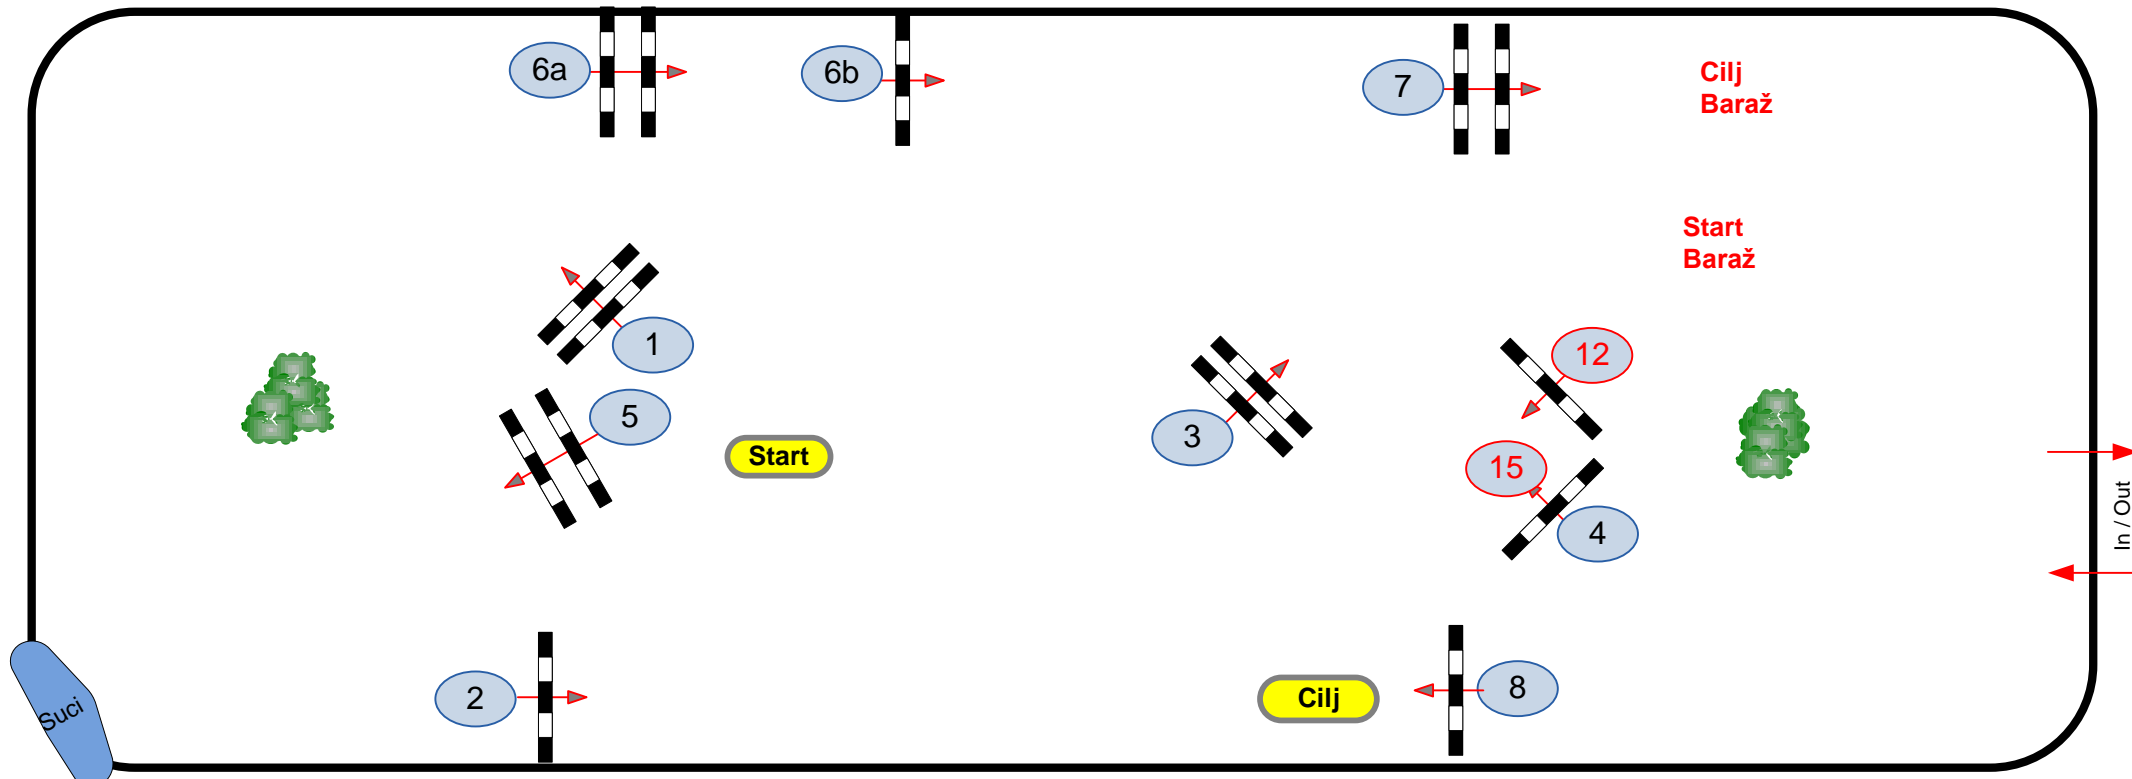 6a
6b
7
Cilj
Baraž
Start
Baraž
1
12
5
3
Start
15
4
In / Out
2
Cilj
8
Suci